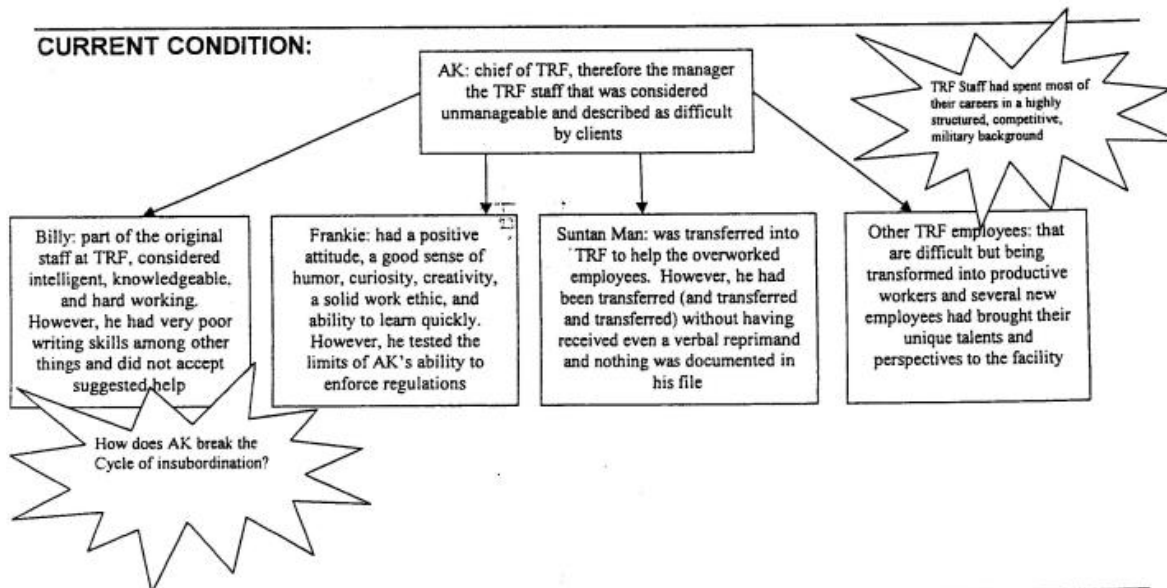 CURRENT CONDITION:
AK: chief of TRF, therefore the manager
the TRF staff that was considered
unmanageable and described as difficult
by clients
TRF Staff had spent most of
their careers in a highly
structured, competitive,
military background
Billy: part of the original
staff at TRF, considered
intelligent, knowledgeable,
and hard working.
However, he had very poor
writing skills among other
things and did not accept
suggested help
Frankie: had a positive
attitude, a good sense of
humor, curiosity, creativity,
a solid work ethic, and
ability to learn quickly.
However, he tested the
limits of AK's ability to
enforce regulations
Suntan Man: was transferred into
TRF to help the overworked
employees. However, he had
been transferred (and transferred
and transferred) without having
received even a verbal reprimand
and nothing was documented in
his file
Other TRF employees: that
are difficult but being
transformed into productive
workers and several new
employees had brought their
unique talents and
perspectives to the facility
How does AK break the
Cycle of insubordination?